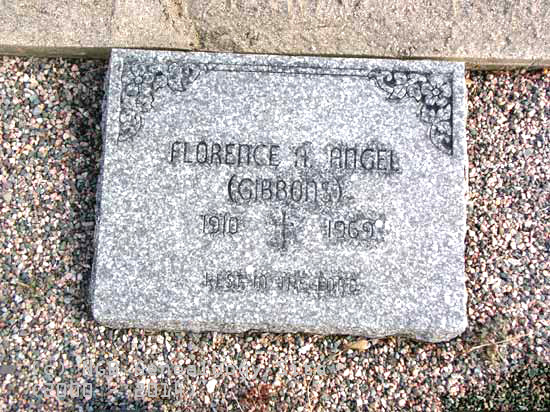 FLORENCE A. ANGEL
(GIBBONS)
1910 1969
REST IN THE LORD